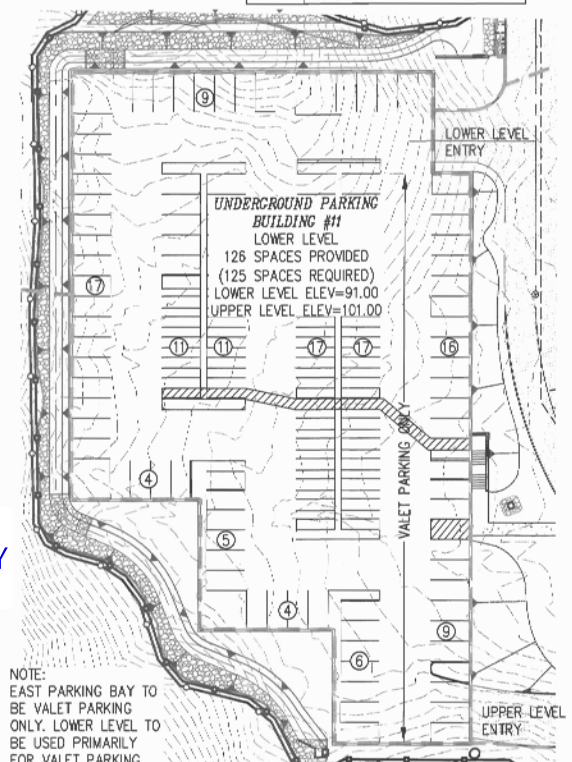 LOWER LEVEL
ENTRY
9
UNDERGROUND PARKING
BUILDING #11
LOWER LEVEL
126 SPACES PROVIDED
(125 SPACES REQUIRED)
LOWER LEVEL ELEV=91.00
UPPER LEVEL ELEV=101.00
17
11
11
17
17
16
VALET PARKING ONLY
4
5
4
9
6
Y
NOTE:
EAST PARKING BAY TO
BE VALET PARKING
ONLY. LOWER LEVEL TO
BE USED PRIMARILY
FOR VALET PARKING
UPPER LEVEL
ENTRY